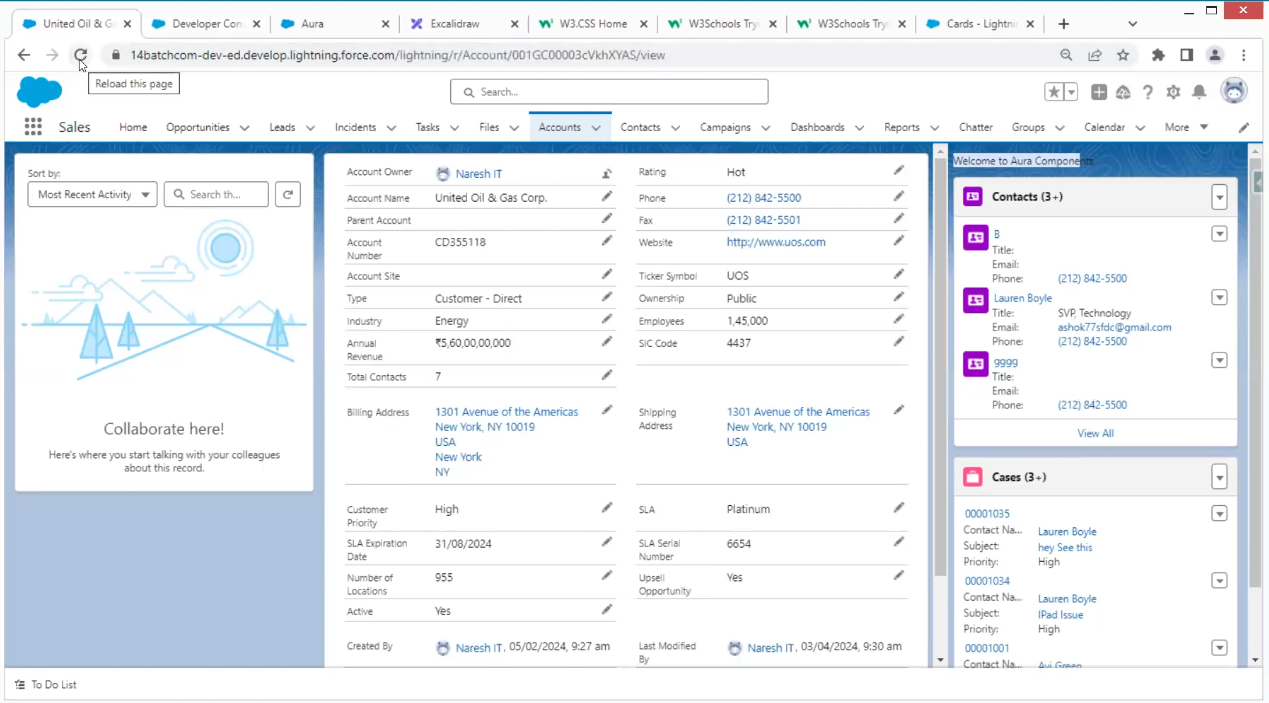 United Oil & G
Developer Con
Aura
Excalidraw
W3.CSS Home
W3Schools Try
W3Schools Try
Cards - Lightni
14batchcom-dev-ed.develop.lightning.force.com/lightning/r/Account/001GC00003cVkhXYAS/view
Reload this page
Search...
Sales
Home
Opportunities
Leads
Incidents
Tasks
Files
Accounts
Contacts
Campaigns
Dashboards
Reports
Chatter
Groups
Calendar
More
Sort by:
Most Recent Activity
Search th...
Collaborate here!
Here's where you start talking with your colleagues
about this record.
Account Owner Naresh IT
Rating Hot
Account Name United Oil & Gas Corp.
Phone (212) 842-5500
Parent Account
Fax (212) 842-5501
Account
Number
CD355118
Website http://www.uos.com
Account Site
Ticker Symbol UOS
Type Customer - Direct
Ownership Public
Industry Energy
Employees 1,45,000
Annual
Revenue
₹5,60,00,00,000
SIC Code 4437
Total Contacts 7
Billing Address
1301 Avenue of the Americas
New York, NY 10019
USA
New York
NY
Shipping
Address
1301 Avenue of the Americas
New York, NY 10019
USA
Customer
Priority
High
SLA Platinum
SLA Expiration
Date
31/08/2024
SLA Serial
Number
6654
Number of
Locations
955
Upsell
Opportunity
Yes
Active Yes
Created By Naresh IT, 05/02/2024, 9:27 am
Last Modified
By
Naresh IT, 03/04/2024, 9:30 am
Welcome to Aura Components
Contacts (3+)
B
Title:
Email:
Phone: (212) 842-5500
Lauren Boyle
Title: SVP, Technology
Email: ashok77sfdc@gmail.com
Phone: (212) 842-5500
gggg
Title:
Email:
Phone: (212) 842-5500
View All
Cases (3+)
00001035
Contact Na... Lauren Boyle
Subject: hey See this
Priority: High
00001034
Contact Na... Lauren Boyle
Subject: IPad Issue
Priority: High
00001001
Contact Na... Avi Green
To Do List